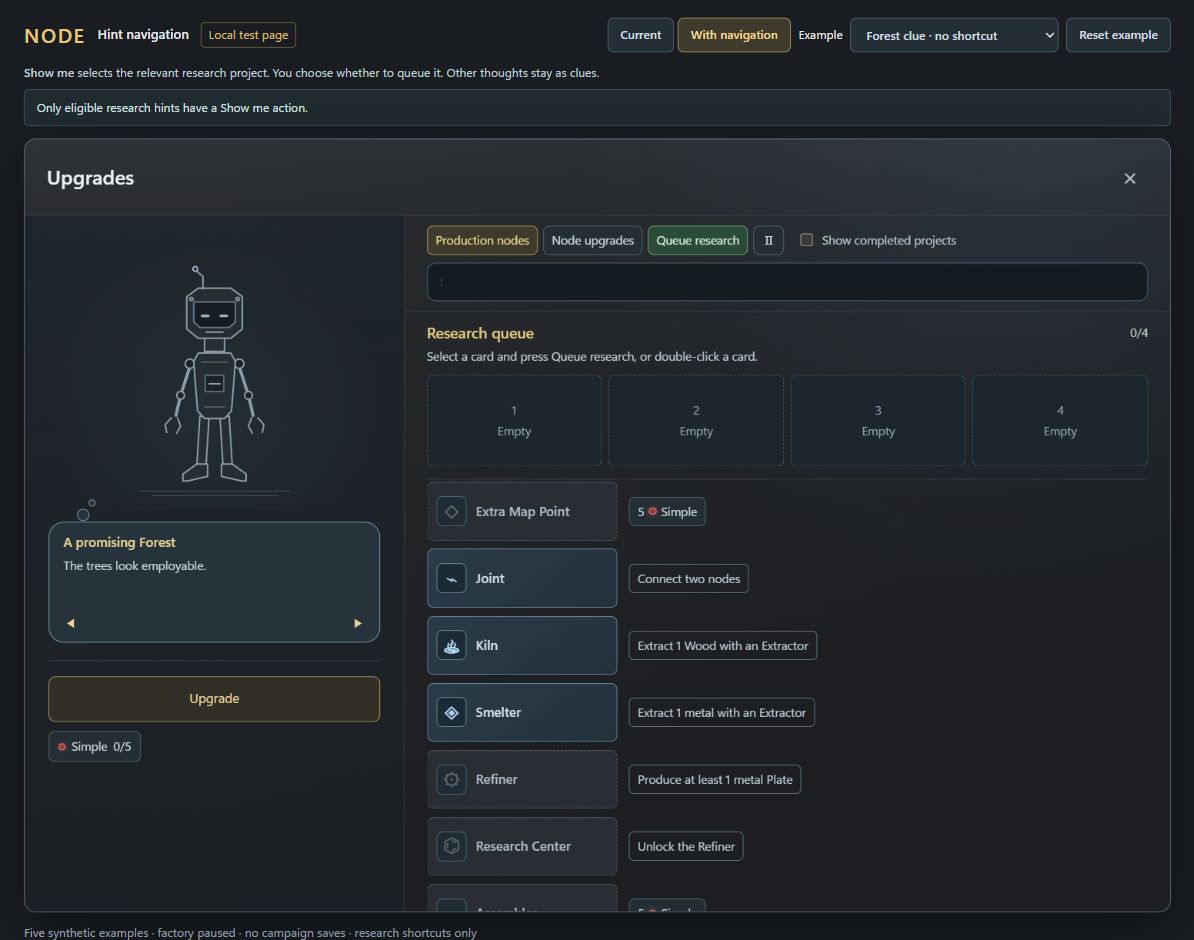 NODE Hint navigation Local test page Current With navigation Example Forest clue · no shortcut Reset example
Show me selects the relevant research project. You choose whether to queue it. Other thoughts stay as clues.
Only eligible research hints have a Show me action.
Upgrades ×
Production nodes Node upgrades Queue research Show completed projects
Research queue 0/4
Select a card and press Queue research, or double-click a card.
1 2 3 4
Empty Empty Empty Empty
A promising Forest
The trees look employable.
Upgrade
Simple 0/5
Extra Map Point 5 Simple
Joint Connect two nodes
Kiln Extract 1 Wood with an Extractor
Smelter Extract 1 metal with an Extractor
Refiner Produce at least 1 metal Plate
Research Center Unlock the Refiner
Five synthetic examples · factory paused · no campaign saves · research shortcuts only